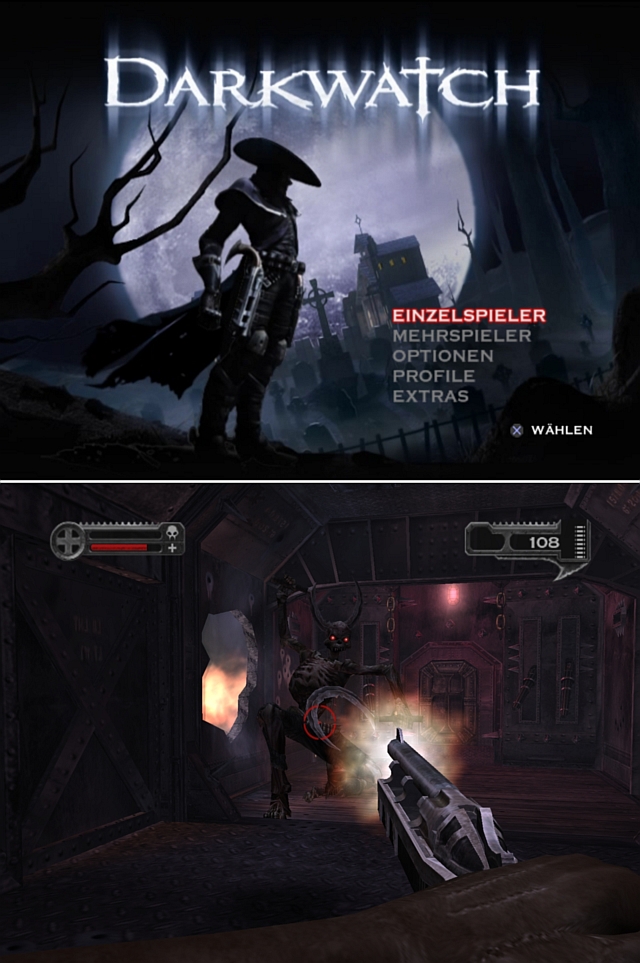 DARKWATCH
EINZELSPIELER
MEHRSPIELER
OPTIONEN
PROFILE
EXTRAS
WÄHLEN
108